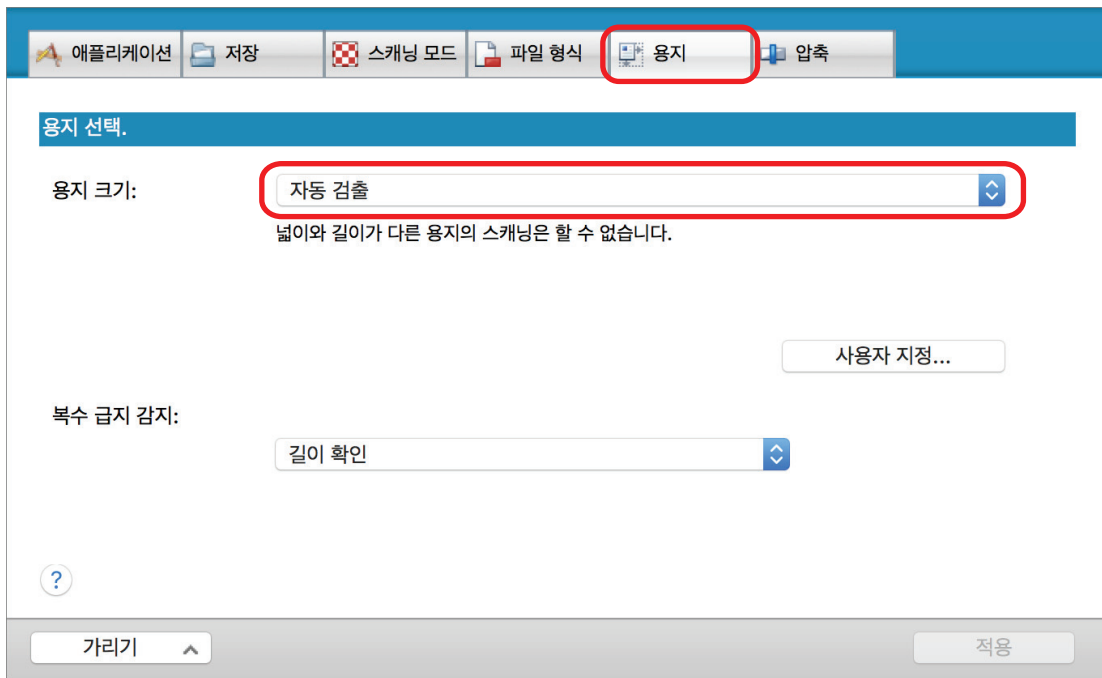 애플리케이션 저장 스캐닝 모드 파일 형식 용지 압축
용지 선택.
용지 크기: 자동 검출
넓이와 길이가 다른 용지의 스캐닝은 할 수 없습니다.
사용자 지정...
복수 급지 감지:
길이 확인
?
가리기 적용